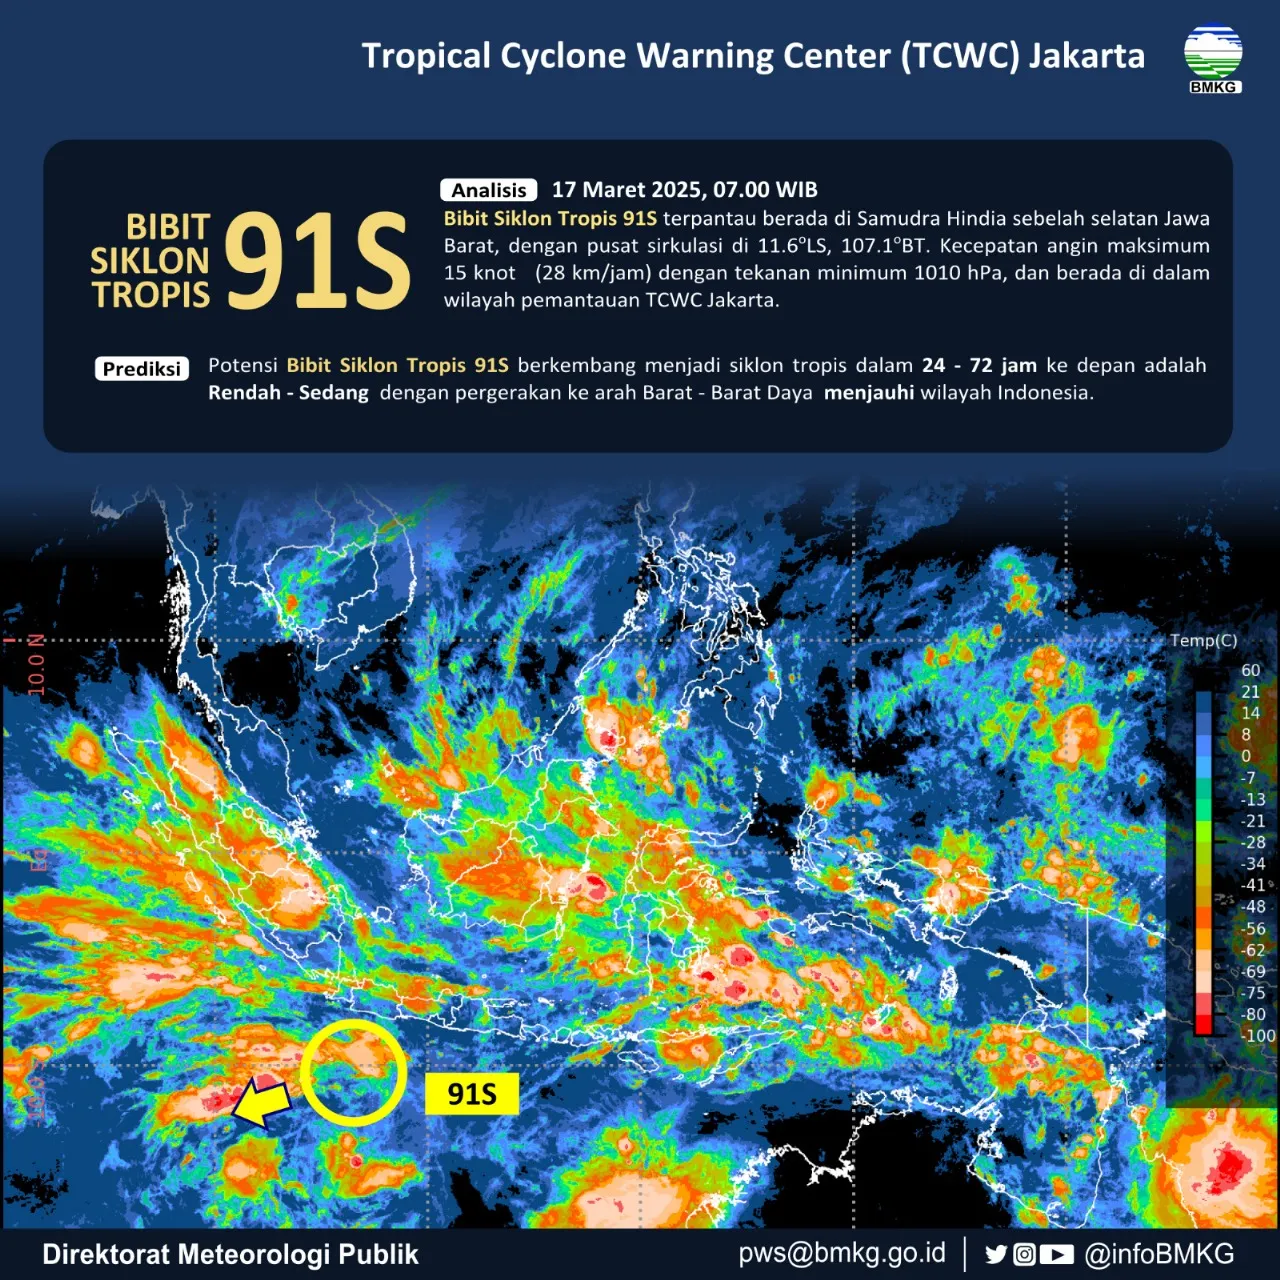 Tropical Cyclone Warning Center (TCWC) Jakarta
BMKG
BIBIT
SIKLON
TROPIS
91S
Analisis 17 Maret 2025, 07.00 WIB
Bibit Siklon Tropis 91S terpantau berada di Samudra Hindia sebelah selatan Jawa
Barat, dengan pusat sirkulasi di 11.6°LS, 107.1°BT. Kecepatan angin maksimum
15 knot (28 km/jam) dengan tekanan minimum 1010 hPa, dan berada di dalam
wilayah pemantauan TCWC Jakarta.
Prediksi Potensi Bibit Siklon Tropis 91S berkembang menjadi siklon tropis dalam 24 - 72 jam ke depan adalah
Rendah - Sedang dengan pergerakan ke arah Barat - Barat Daya menjauhi wilayah Indonesia.
10.0 N
Temp(C)
60
21
14
8
0
-7
-13
-21
-28
-34
-41
-48
-56
-62
-69
-75
-80
-100
91S
Direktorat Meteorologi Publik
pws@bmkg.go.id
@infoBMKG